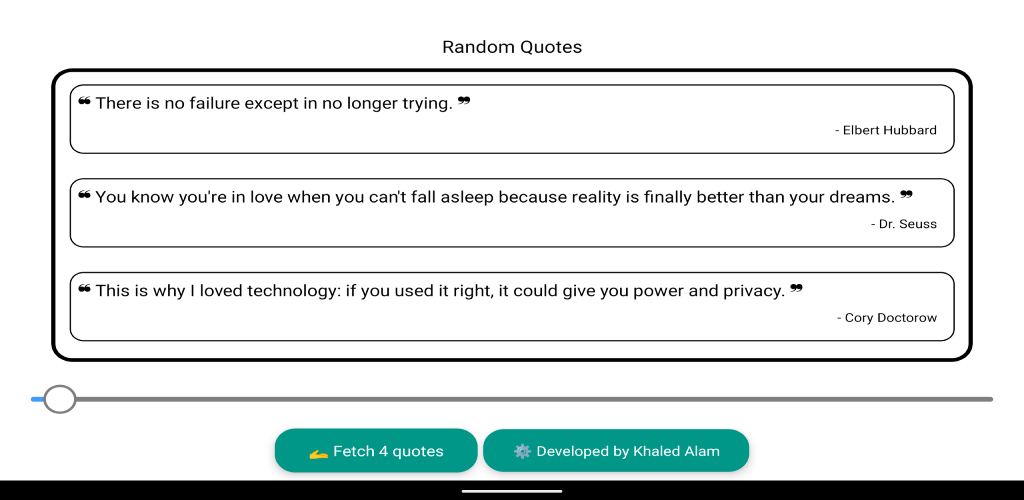 Random Quotes
❝ There is no failure except in no longer trying. ❞
- Elbert Hubbard
❝ You know you're in love when you can't fall asleep because reality is finally better than your dreams. ❞
- Dr. Seuss
❝ This is why I loved technology: if you used it right, it could give you power and privacy. ❞
- Cory Doctorow
✍️ Fetch 4 quotes
⚙️ Developed by Khaled Alam